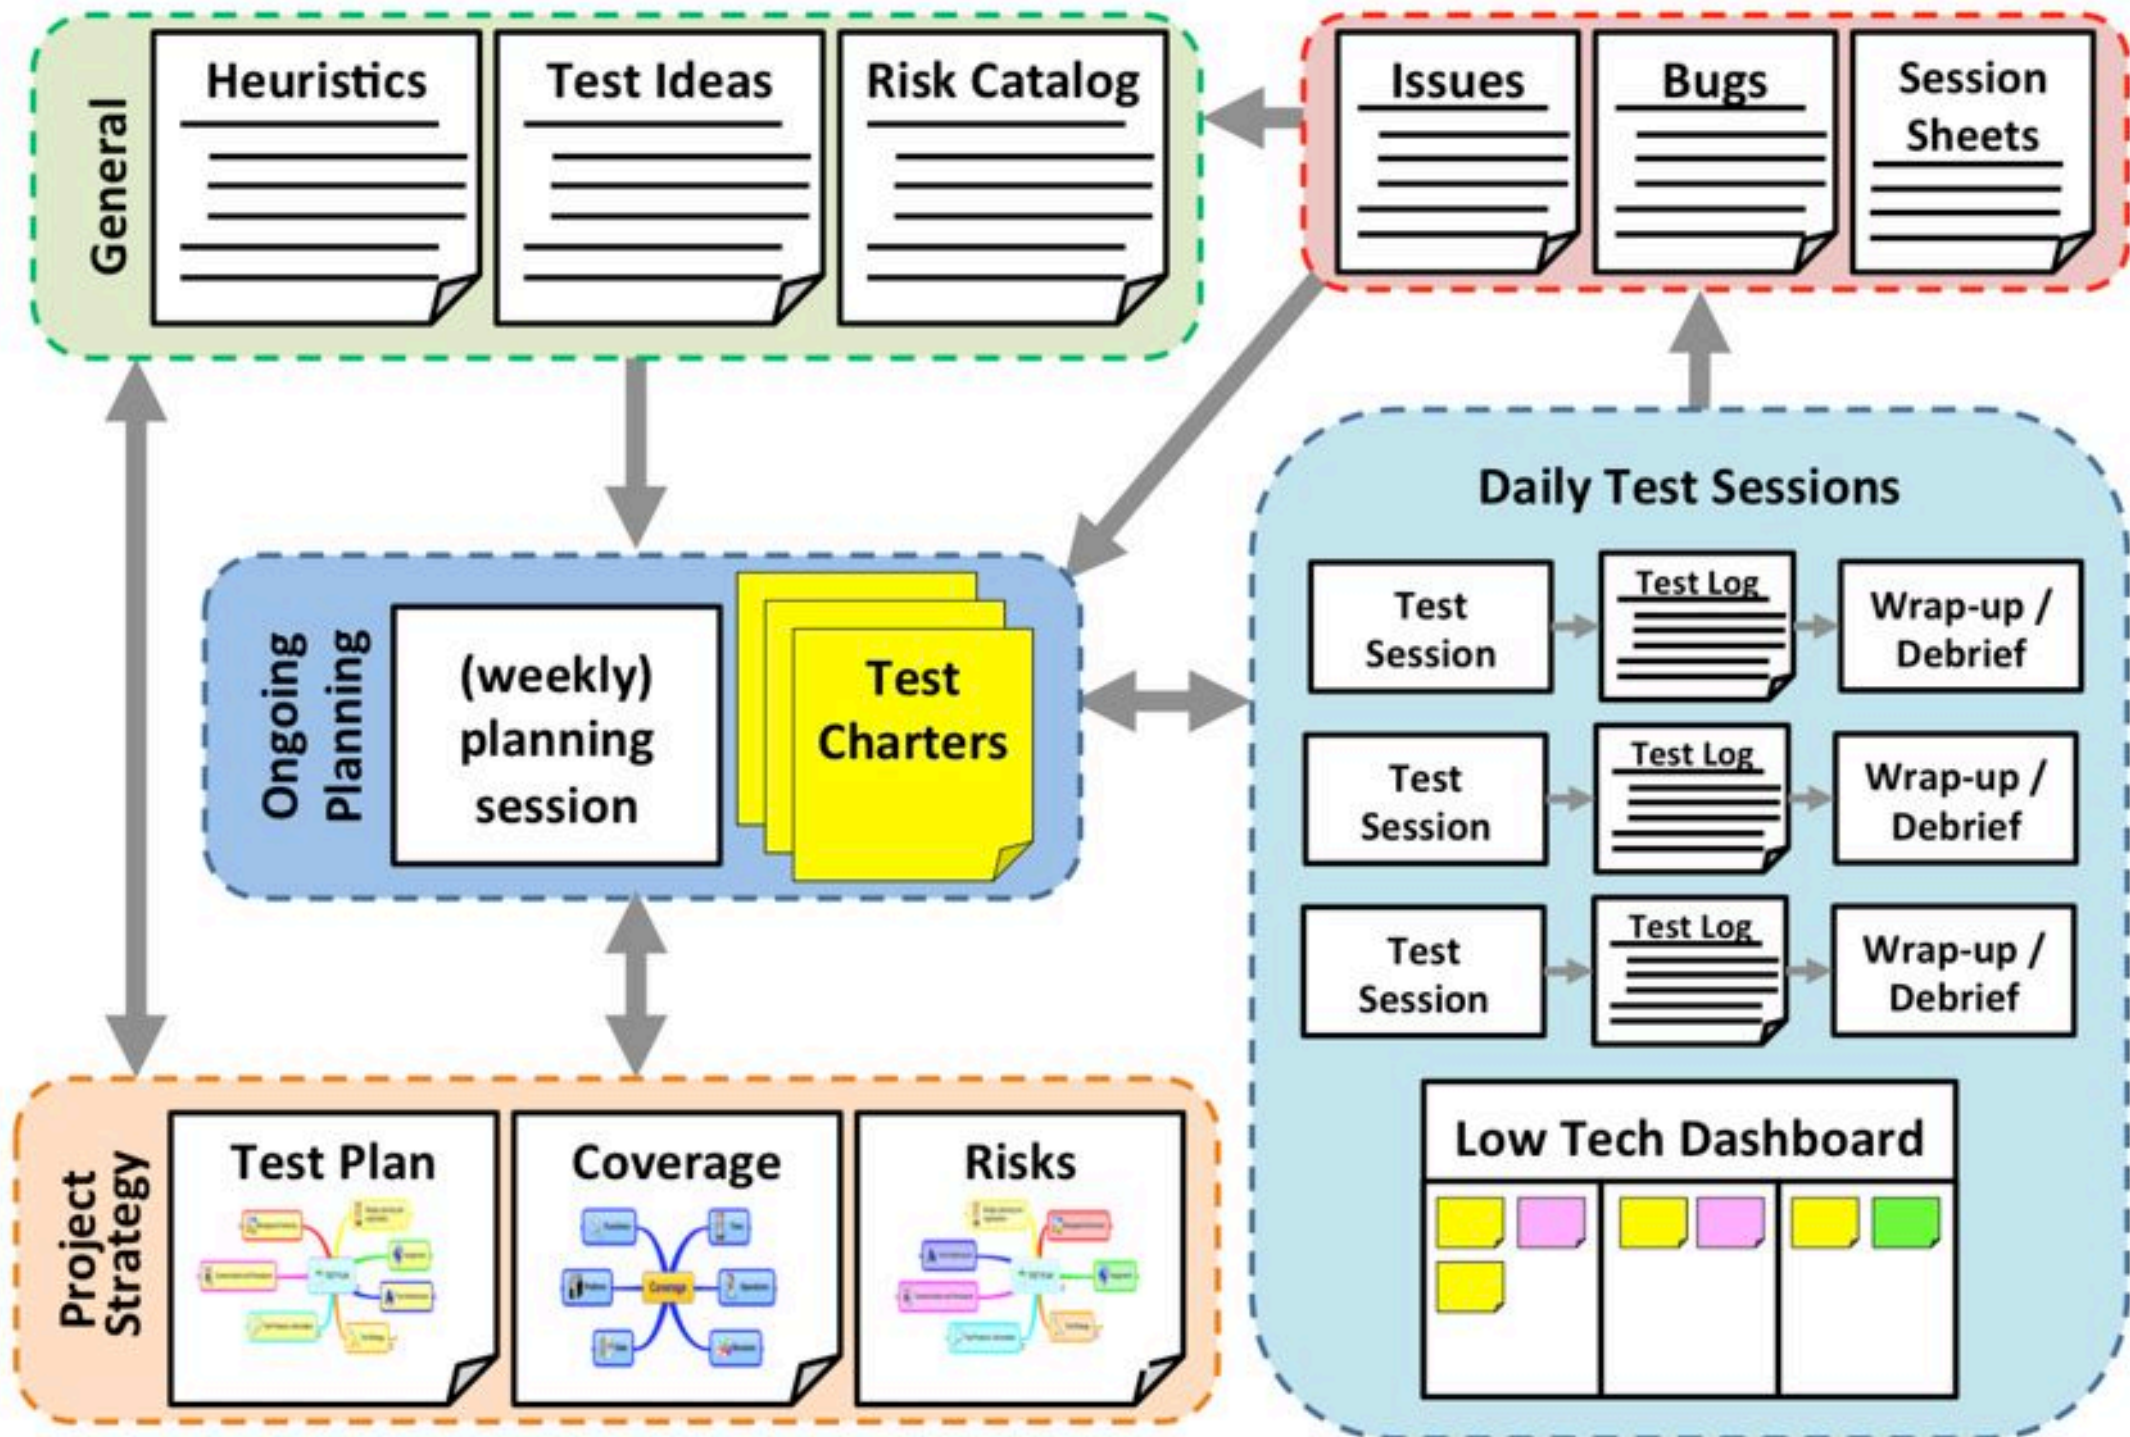 General
Heuristics
Test Ideas
Risk Catalog
Issues
Bugs
Session
Sheets
Ongoing
Planning
(weekly)
planning
session
Test
Charters
Daily Test Sessions
Test
Session
Test Log
Wrap-up /
Debrief
Test
Session
Test Log
Wrap-up /
Debrief
Test
Session
Test Log
Wrap-up /
Debrief
Low Tech Dashboard
Project
Strategy
Test Plan
Coverage
Coverage
Risks